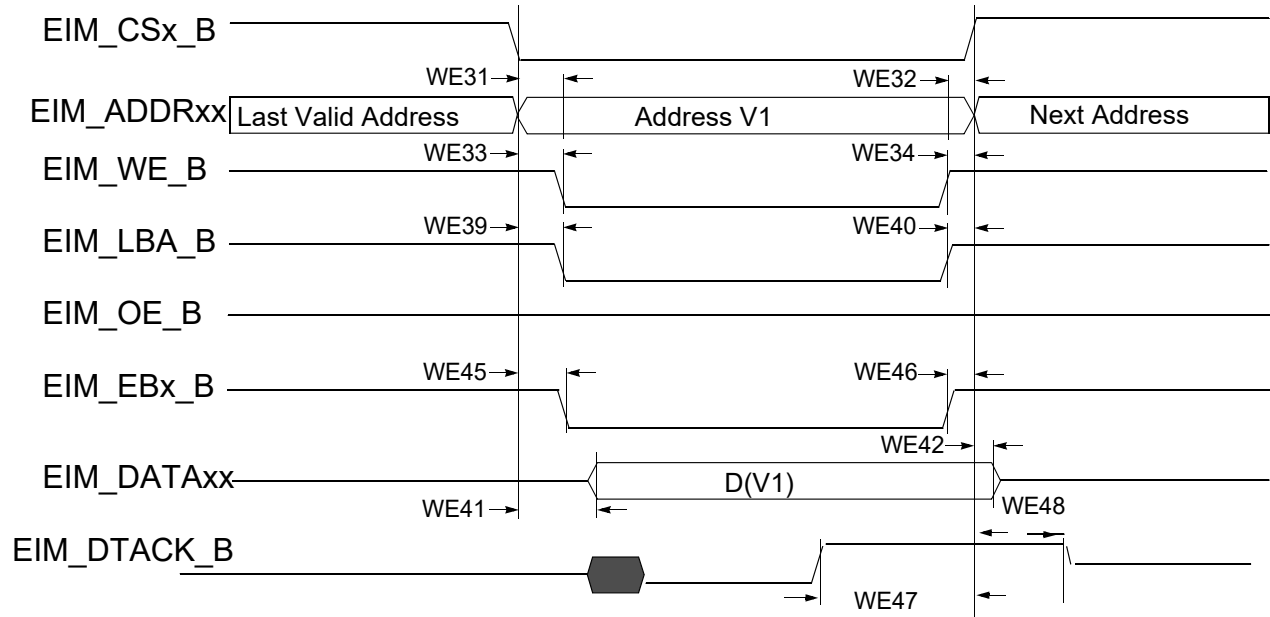 EIM_CSx_B
WE31
WE32
EIM_ADDRxx
Last Valid Address
Address V1
Next Address
WE33
WE34
EIM_WE_B
WE39
WE40
EIM_LBA_B
EIM_OE_B
WE45
WE46
EIM_EBx_B
WE42
EIM_DATAxx
D(V1)
WE41
WE48
EIM_DTACK_B
WE47